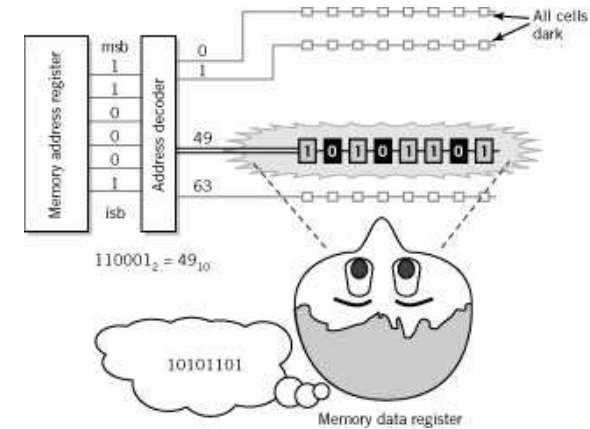 All cells
dark
Memory address register
msb
1
1
0
0
0
1
isb
Address decoder
0
1
49
63
1 0 1 0 1 1 0 1
110001₂ = 49₁₀
10101101
Memory data register